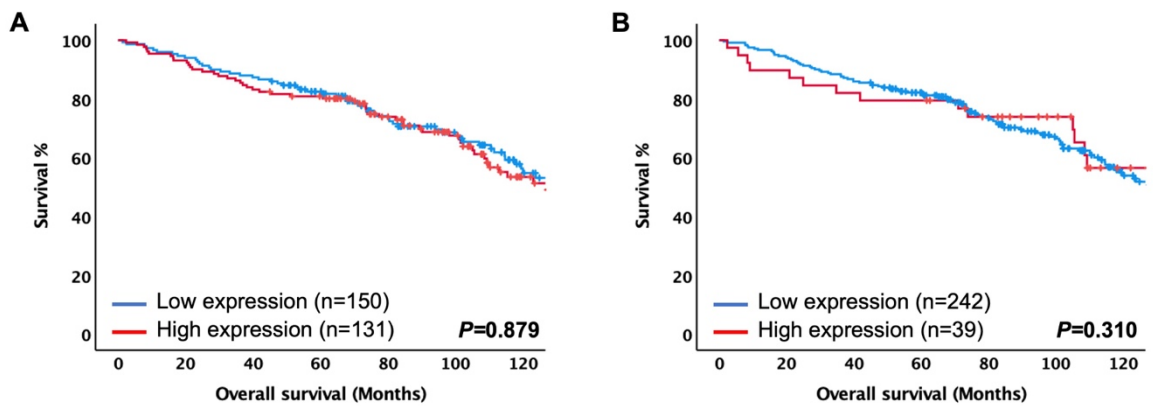 A
Survival %
100
80
60
40
20
0
Low expression (n=150)
High expression (n=131)
P=0.879
0 20 40 60 80 100 120
Overall survival (Months)
B
Survival %
100
80
60
40
20
0
Low expression (n=242)
High expression (n=39)
P=0.310
0 20 40 60 80 100 120
Overall survival (Months)